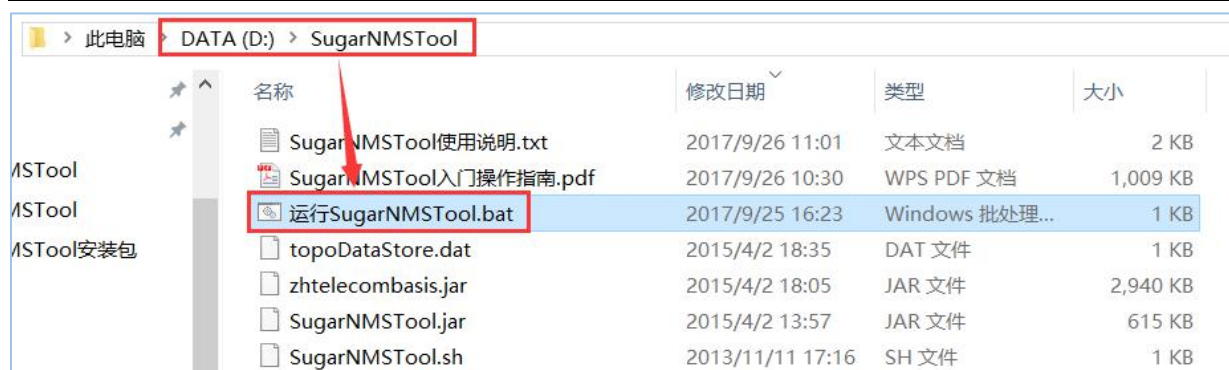 此电脑 > DATA (D:) > SugarNMSTool
名称 修改日期 类型 大小
SugarNMSTool使用说明.txt 2017/9/26 11:01 文本文档 2 KB
MSTool SugarNMSTool入门操作指南.pdf 2017/9/26 10:30 WPS PDF 文档 1,009 KB
MSTool 运行SugarNMSTool.bat 2017/9/25 16:23 Windows 批处理... 1 KB
MSTool安装包 topoDataStore.dat 2015/4/2 18:35 DAT 文件 1 KB
zhtelecombasis.jar 2015/4/2 18:05 JAR 文件 2,940 KB
SugarNMSTool.jar 2015/4/2 13:57 JAR 文件 615 KB
SugarNMSTool.sh 2013/11/11 17:16 SH 文件 1 KB